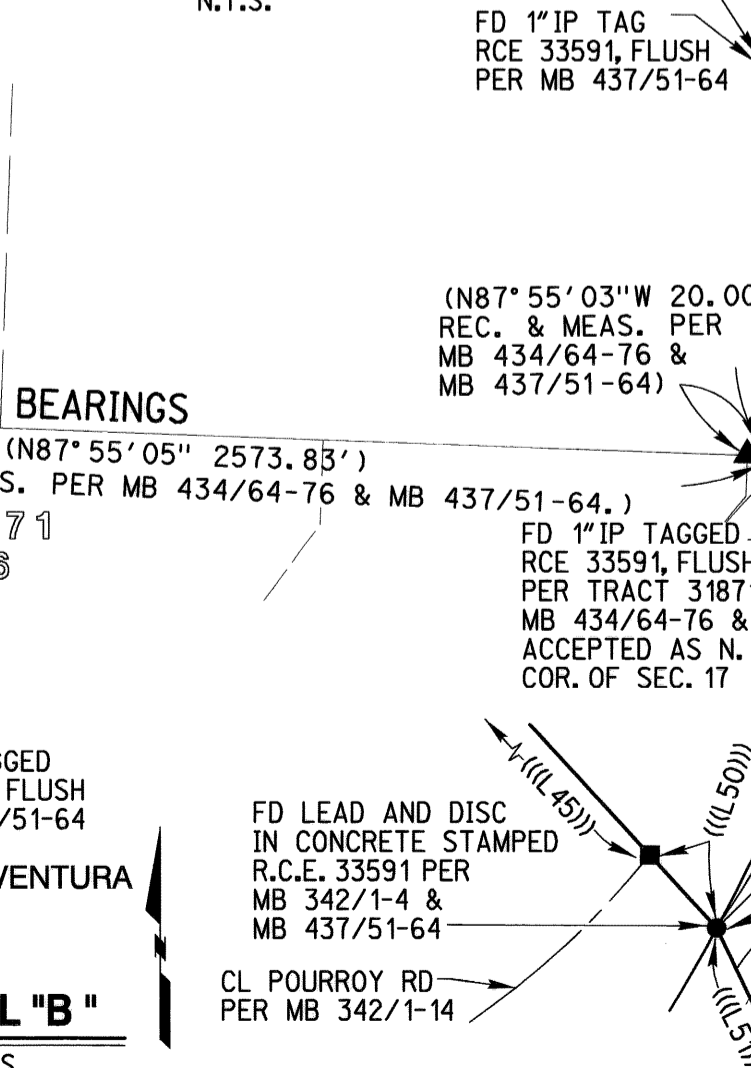 N.T.S.
FD 1" IP TAG
RCE 33591, FLUSH
PER MB 437/51-64
(N87°55'03"W 20.00
REC. & MEAS. PER
MB 434/64-76 &
MB 437/51-64)
BEARINGS
(N87°55'05" 2573.83')
S. PER MB 434/64-76 & MB 437/51-64.)
71
6
FD 1" IP TAGGED
RCE 33591, FLUSH
PER TRACT 31871
MB 434/64-76 &
ACCEPTED AS N.
COR. OF SEC. 17
GGED
FLUSH
/51-64
VENTURA
N
L "B"
S
(((L45)))
(((L50)))
FD LEAD AND DISC
IN CONCRETE STAMPED
R.C.E. 33591 PER
MB 342/1-4 &
MB 437/51-64
CL POURROY RD
PER MB 342/1-14
(((L51))